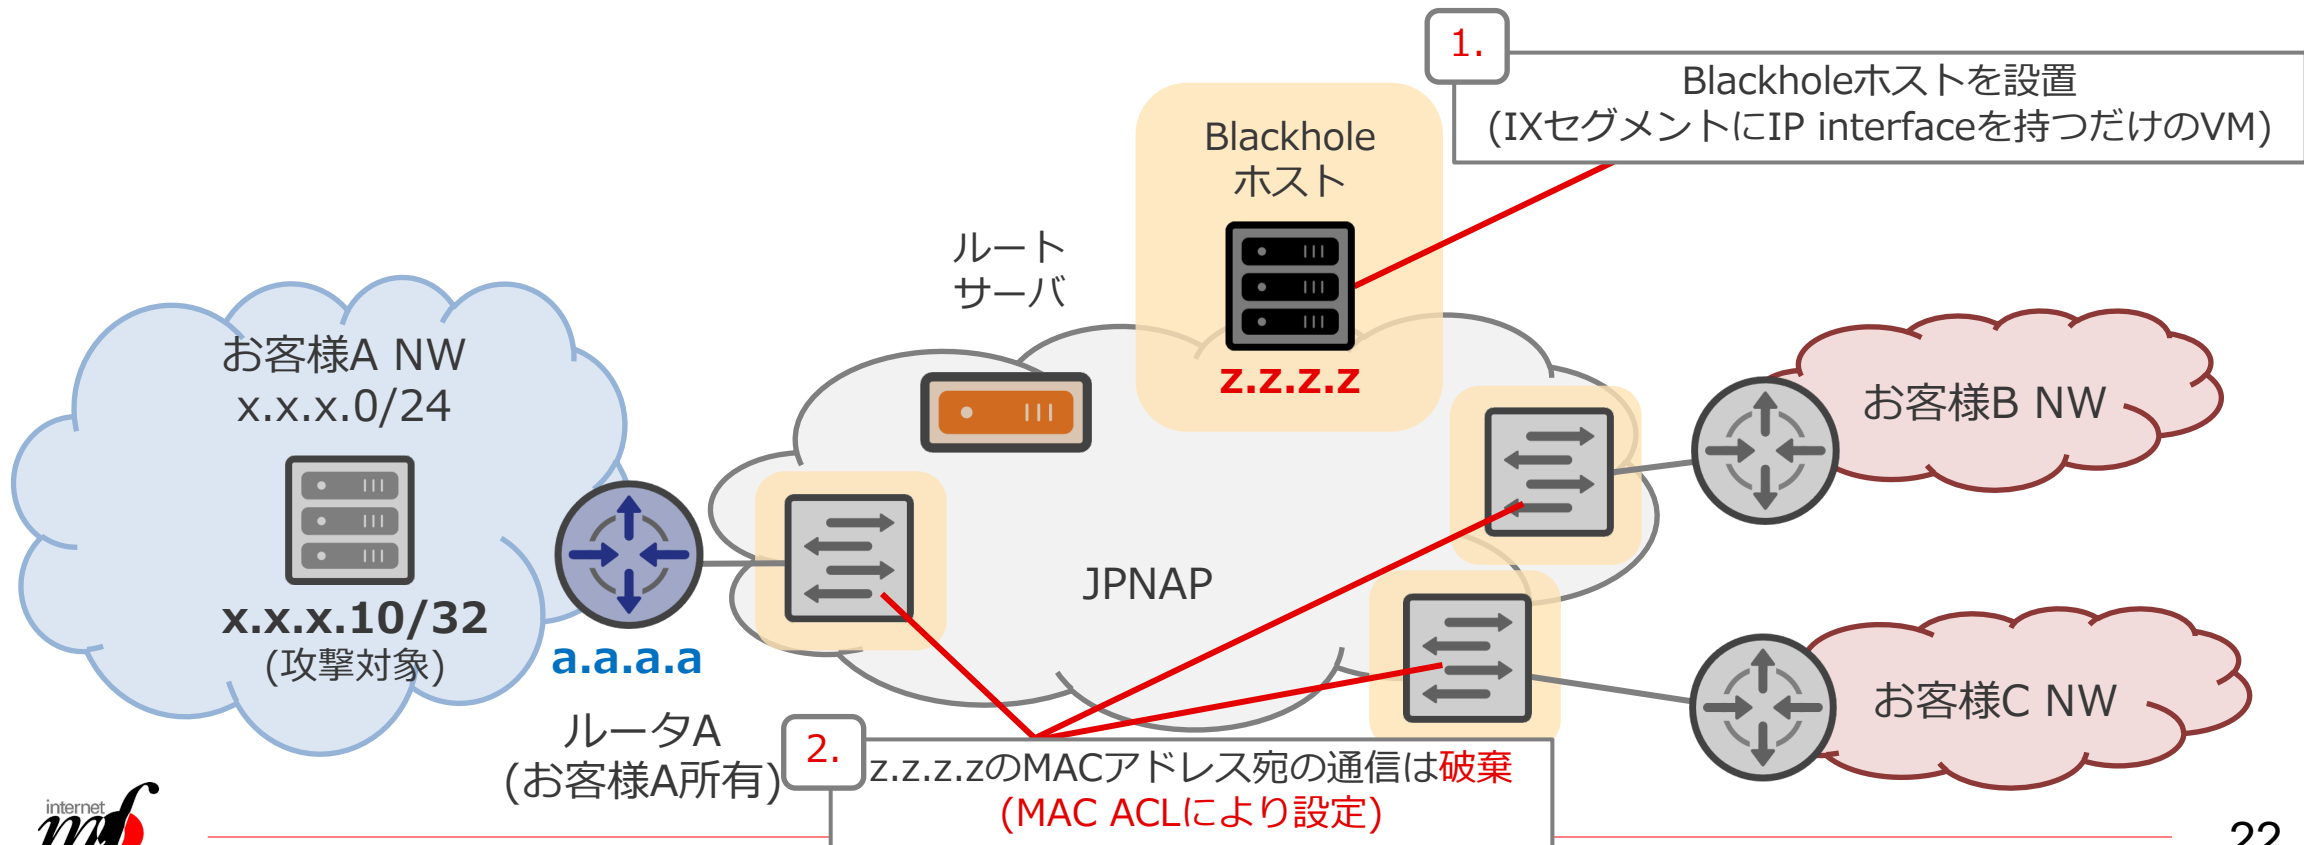 1.
Blackholeホストを設置
(IXセグメントにIP interfaceを持つだけのVM)
Blackhole
ホスト
z.z.z.z
ルート
サーバ
お客様A NW
x.x.x.0/24
x.x.x.10/32
(攻撃対象)
a.a.a.a
ルータA
(お客様A所有)
JPNAP
お客様B NW
お客様C NW
2.
z.z.z.zのMACアドレス宛の通信は破棄
(MAC ACLにより設定)
internet
mf
22